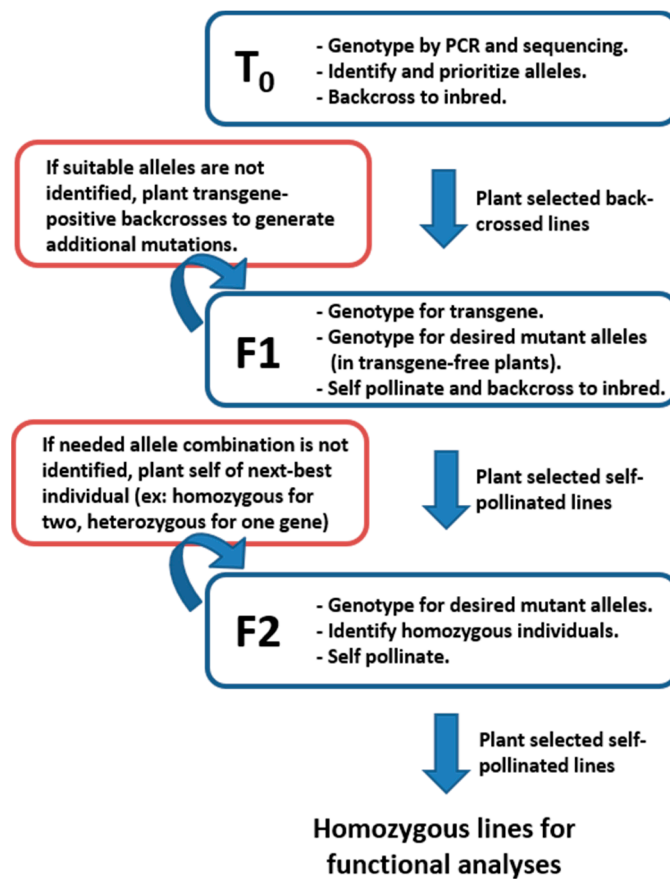 T0
- Genotype by PCR and sequencing.
- Identify and prioritize alleles.
- Backcross to inbred.
If suitable alleles are not
identified, plant transgene-
positive backcrosses to generate
additional mutations.
Plant selected back-
crossed lines
F1
- Genotype for transgene.
- Genotype for desired mutant alleles
(in transgene-free plants).
- Self pollinate and backcross to inbred.
If needed allele combination is not
identified, plant self of next-best
individual (ex: homozygous for
two, heterozygous for one gene)
Plant selected self-
pollinated lines
F2
- Genotype for desired mutant alleles.
- Identify homozygous individuals.
- Self pollinate.
Plant selected self-
pollinated lines
Homozygous lines for
functional analyses